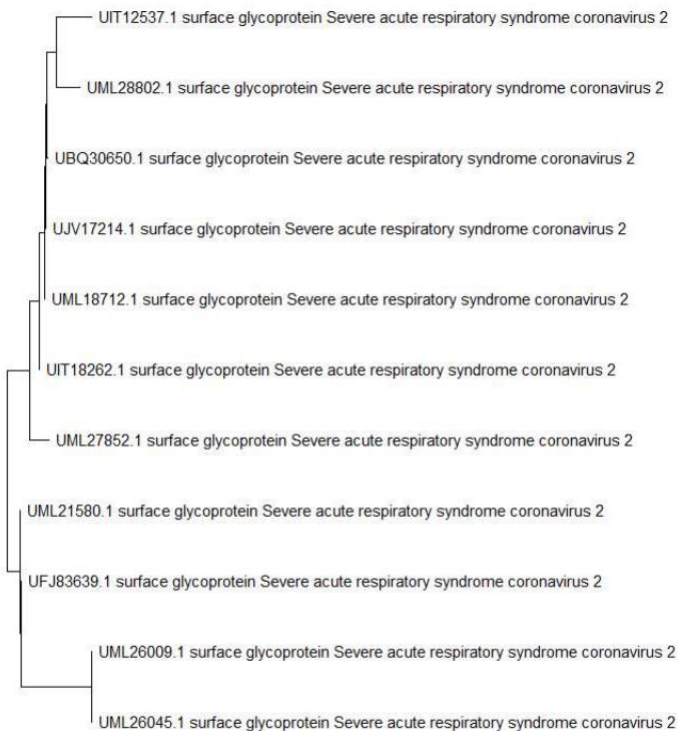 UIT12537.1 surface glycoprotein Severe acute respiratory syndrome coronavirus 2
UML28802.1 surface glycoprotein Severe acute respiratory syndrome coronavirus 2
UBQ30650.1 surface glycoprotein Severe acute respiratory syndrome coronavirus 2
UJV17214.1 surface glycoprotein Severe acute respiratory syndrome coronavirus 2
UML18712.1 surface glycoprotein Severe acute respiratory syndrome coronavirus 2
UIT18262.1 surface glycoprotein Severe acute respiratory syndrome coronavirus 2
UML27852.1 surface glycoprotein Severe acute respiratory syndrome coronavirus 2
UML21580.1 surface glycoprotein Severe acute respiratory syndrome coronavirus 2
UFJ83639.1 surface glycoprotein Severe acute respiratory syndrome coronavirus 2
UML26009.1 surface glycoprotein Severe acute respiratory syndrome coronavirus 2
UML26045.1 surface glycoprotein Severe acute respiratory syndrome coronavirus 2